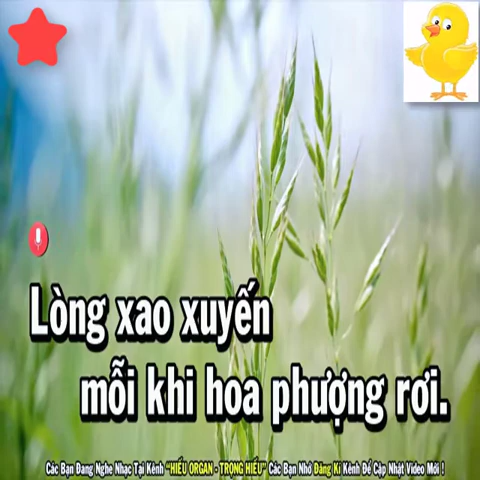 Lòng xao xuyến
mỗi khi hoa phượng rơi.
Các Bạn Đang Nghe Nhạc Tại Kênh "HIẾU ORGAN - TRỌNG HIẾU" Các Bạn Nhớ Đăng Kí Kênh Để Cập Nhật Video Mới !